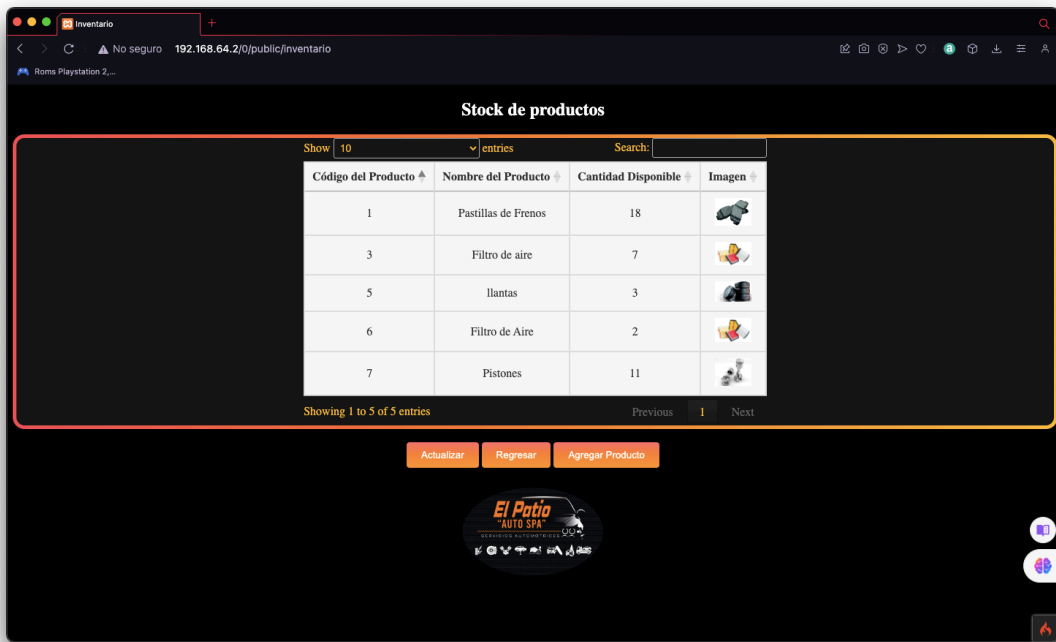 Inventario
No seguro 192.168.64.2/0/public/inventario
Roms Playstation 2,...
Stock de productos
Show 10 entries Search:
Código del Producto Nombre del Producto Cantidad Disponible Imagen
1 Pastillas de Frenos 18
3 Filtro de aire 7
5 llantas 3
6 Filtro de Aire 2
7 Pistones 11
Showing 1 to 5 of 5 entries Previous 1 Next
Actualizar Regresar Agregar Producto
El Patio
"AUTO SPA"
SERVICIOS AUTOMOTRICES